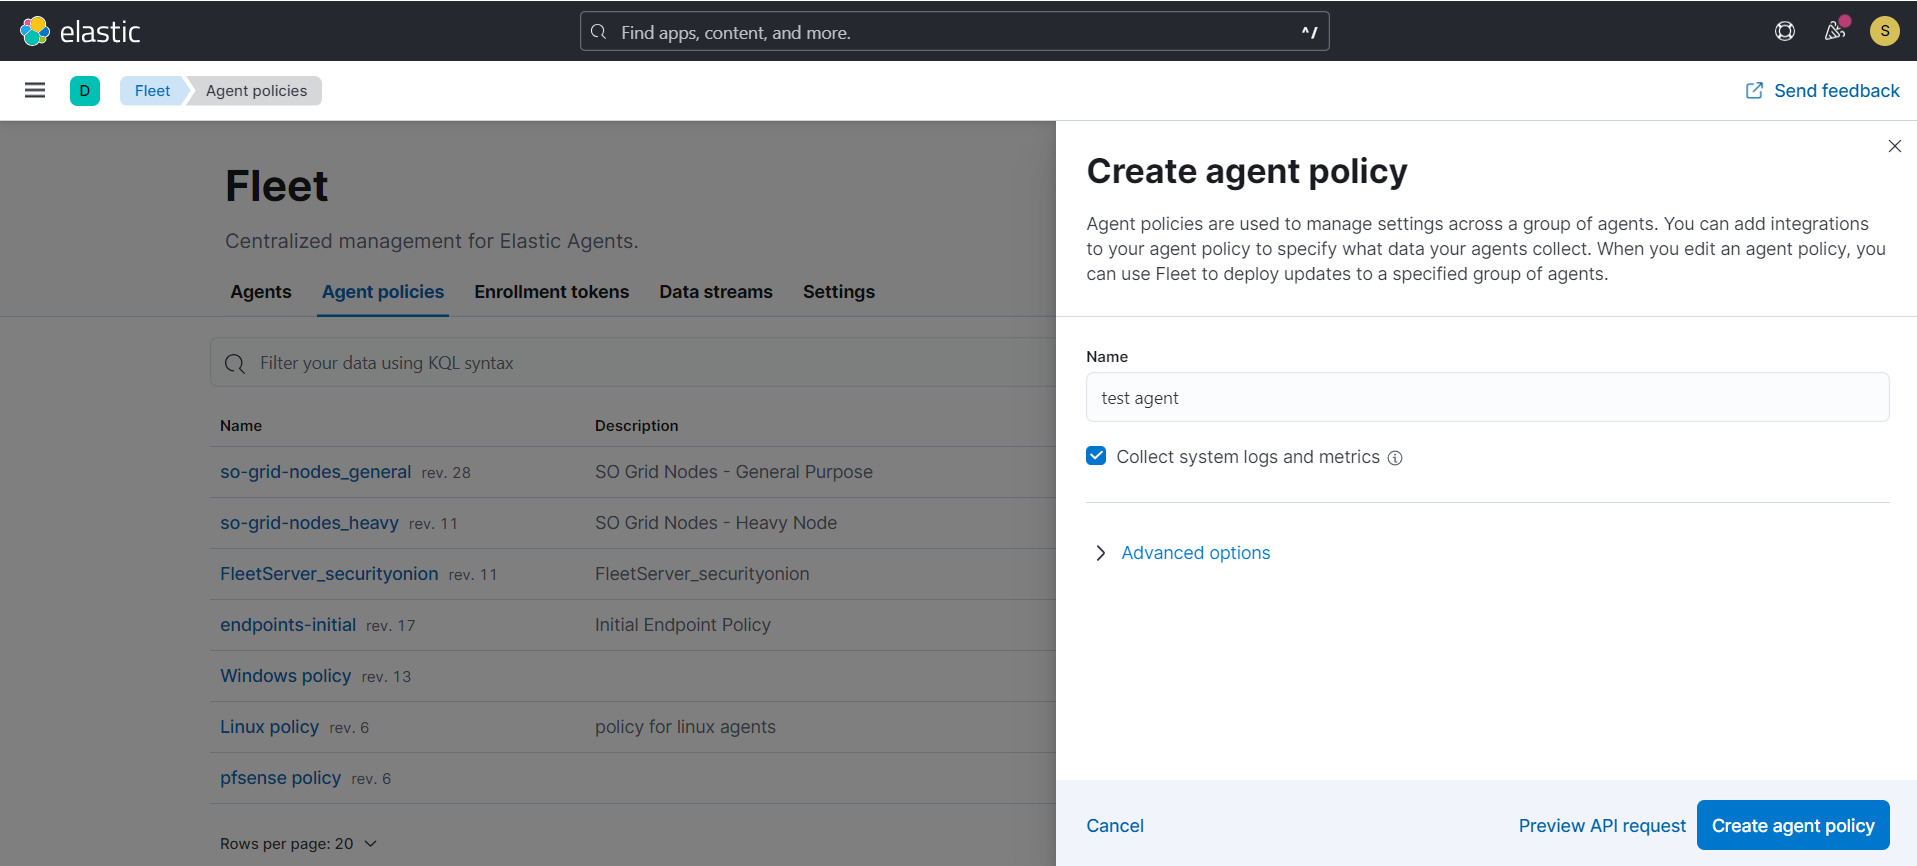 elastic
Find apps, content, and more.
^/
S
D
Fleet
Agent policies
Send feedback
Fleet
Centralized management for Elastic Agents.
Agents
Agent policies
Enrollment tokens
Data streams
Settings
Filter your data using KQL syntax
Name Description
so-grid-nodes_general rev. 28 SO Grid Nodes - General Purpose
so-grid-nodes_heavy rev. 11 SO Grid Nodes - Heavy Node
FleetServer_securityonion rev. 11 FleetServer_securityonion
endpoints-initial rev. 17 Initial Endpoint Policy
Windows policy rev. 13
Linux policy rev. 6 policy for linux agents
pfsense policy rev. 6
Rows per page: 20
Create agent policy
Agent policies are used to manage settings across a group of agents. You can add integrations
to your agent policy to specify what data your agents collect. When you edit an agent policy, you
can use Fleet to deploy updates to a specified group of agents.
Name
test agent
Collect system logs and metrics
Advanced options
Cancel
Preview API request
Create agent policy